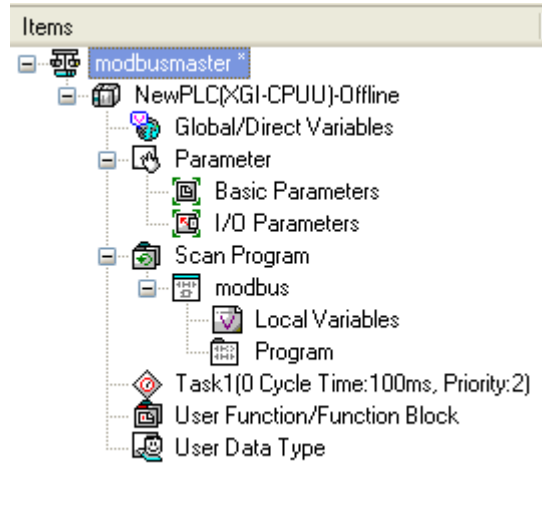 Items
modbusmaster *
NewPLC(XGI-CPUU)-Offline
Global/Direct Variables
Parameter
Basic Parameters
I/O Parameters
Scan Program
modbus
Local Variables
Program
Task1(0 Cycle Time:100ms, Priority:2)
User Function/Function Block
User Data Type